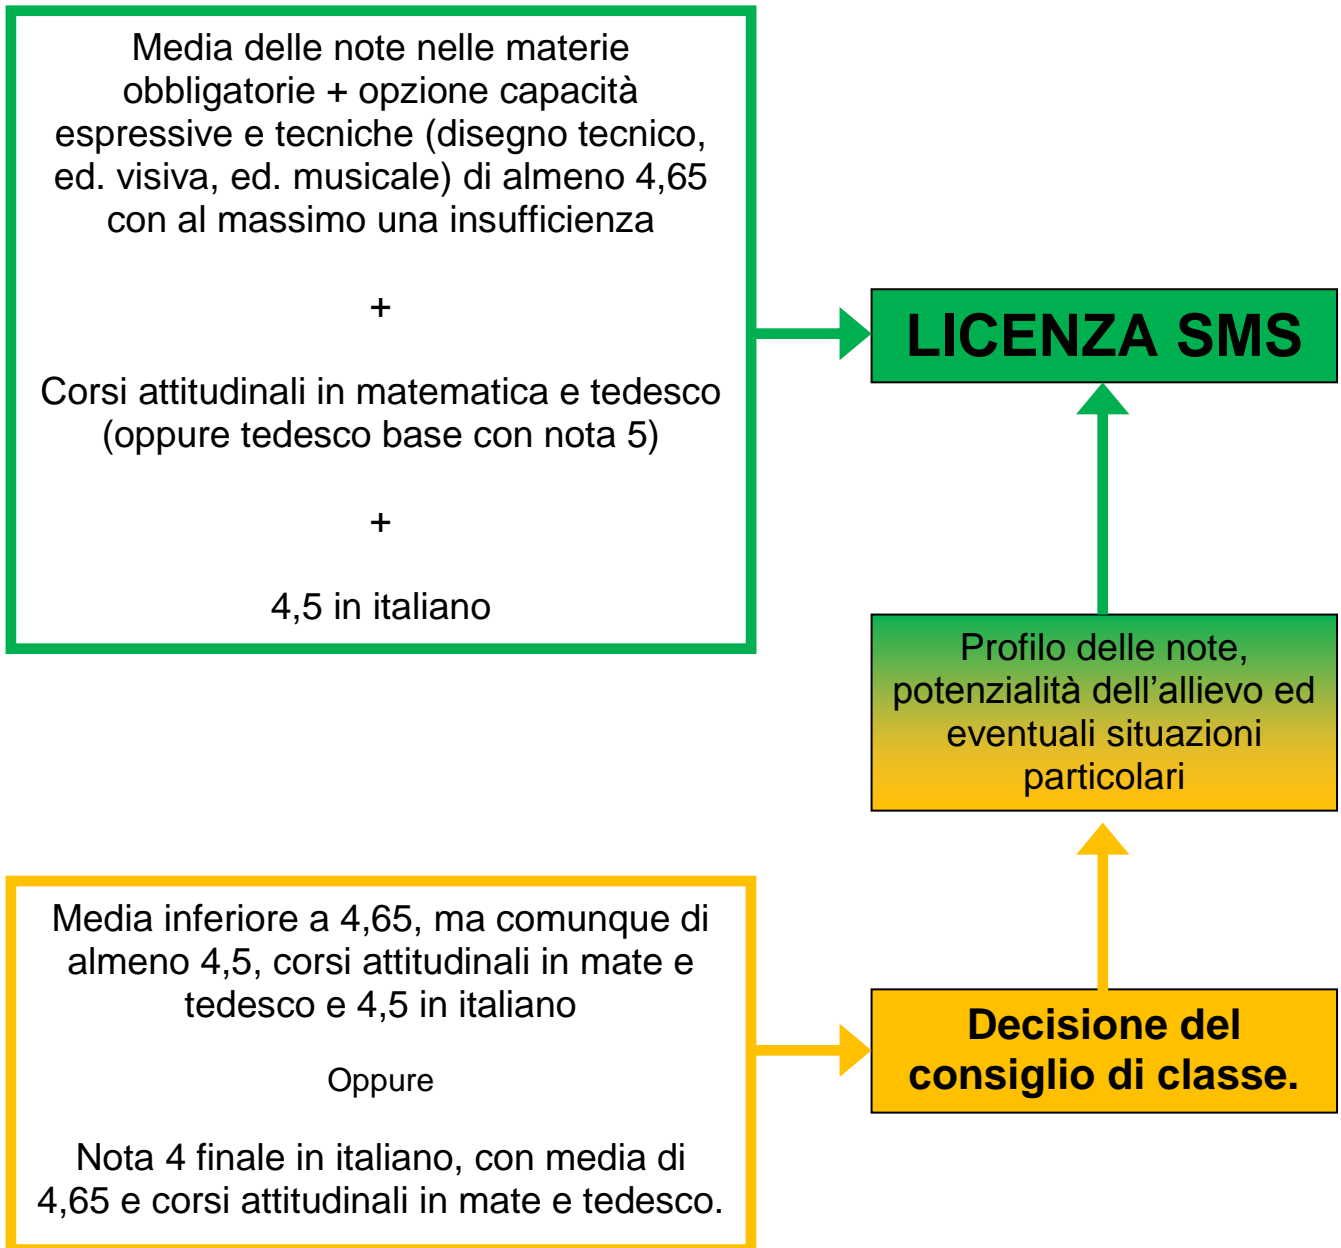 Media delle note nelle materie
obbligatorie + opzione capacità
espressive e tecniche (disegno tecnico,
ed. visiva, ed. musicale) di almeno 4,65
con al massimo una insufficienza
+
Corsi attitudinali in matematica e tedesco
(oppure tedesco base con nota 5)
+
4,5 in italiano
LICENZA SMS
Profilo delle note,
potenzialità dell’allievo ed
eventuali situazioni
particolari
Media inferiore a 4,65, ma comunque di
almeno 4,5, corsi attitudinali in mate e
tedesco e 4,5 in italiano
Oppure
Nota 4 finale in italiano, con media di
4,65 e corsi attitudinali in mate e tedesco.
Decisione del
consiglio di classe.